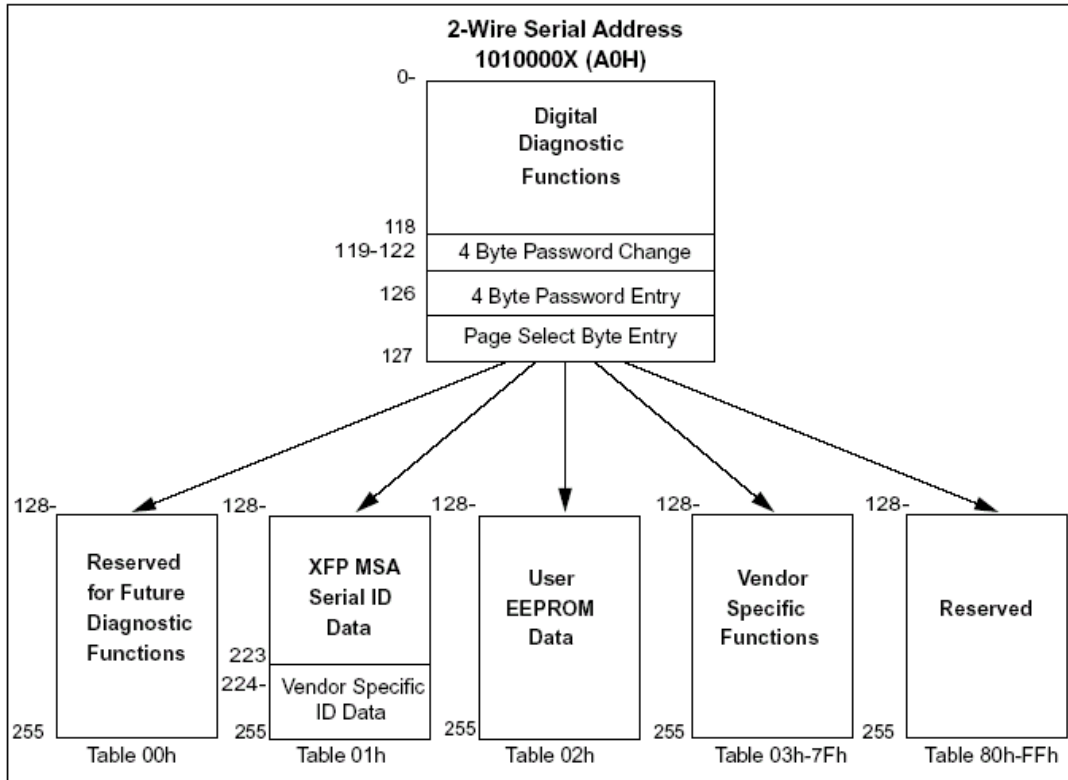 2-Wire Serial Address
1010000X (A0H)
0-
Digital
Diagnostic
Functions
118
119-122
4 Byte Password Change
126
4 Byte Password Entry
Page Select Byte Entry
127
128-
Reserved
for Future
Diagnostic
Functions
255
Table 00h
128-
XFP MSA
Serial ID
Data
223
224-
Vendor Specific
ID Data
255
Table 01h
128-
User
EEPROM
Data
255
Table 02h
128-
Vendor
Specific
Functions
255
Table 03h-7Fh
128-
Reserved
255
Table 80h-FFh